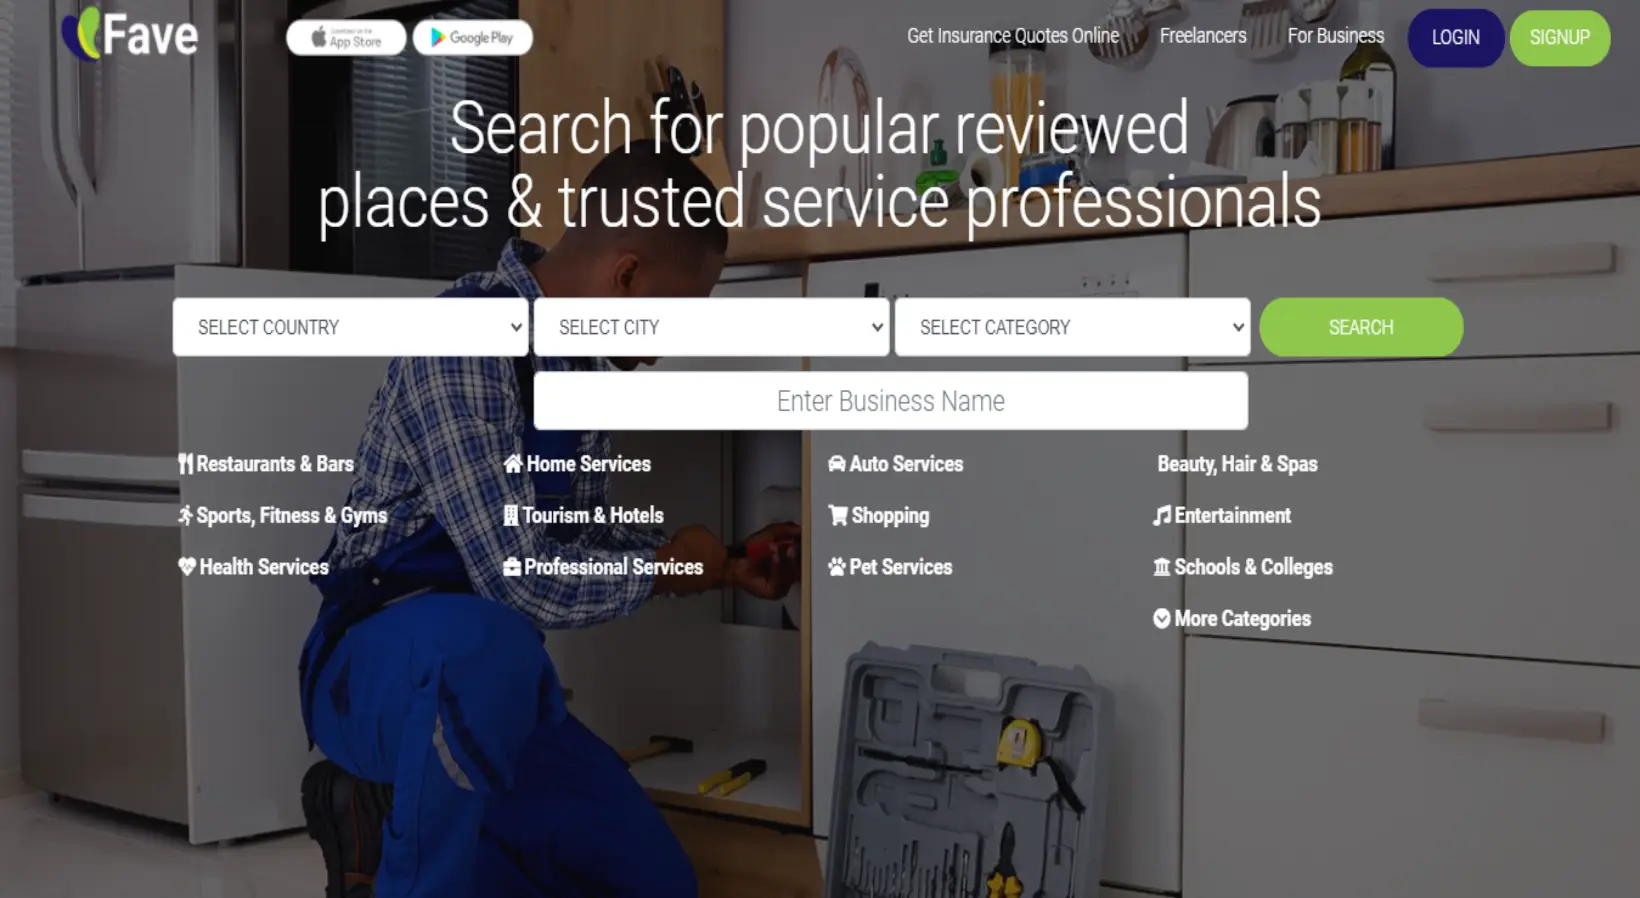 Fave
App Store
Google Play
Get Insurance Quotes Online
Freelancers
For Business
LOGIN
SIGNUP
Search for popular reviewed
places & trusted service professionals
SELECT COUNTRY
SELECT CITY
SELECT CATEGORY
SEARCH
Enter Business Name
Restaurants & Bars
Home Services
Auto Services
Beauty, Hair & Spas
Sports, Fitness & Gyms
Tourism & Hotels
Shopping
Entertainment
Health Services
Professional Services
Pet Services
Schools & Colleges
More Categories